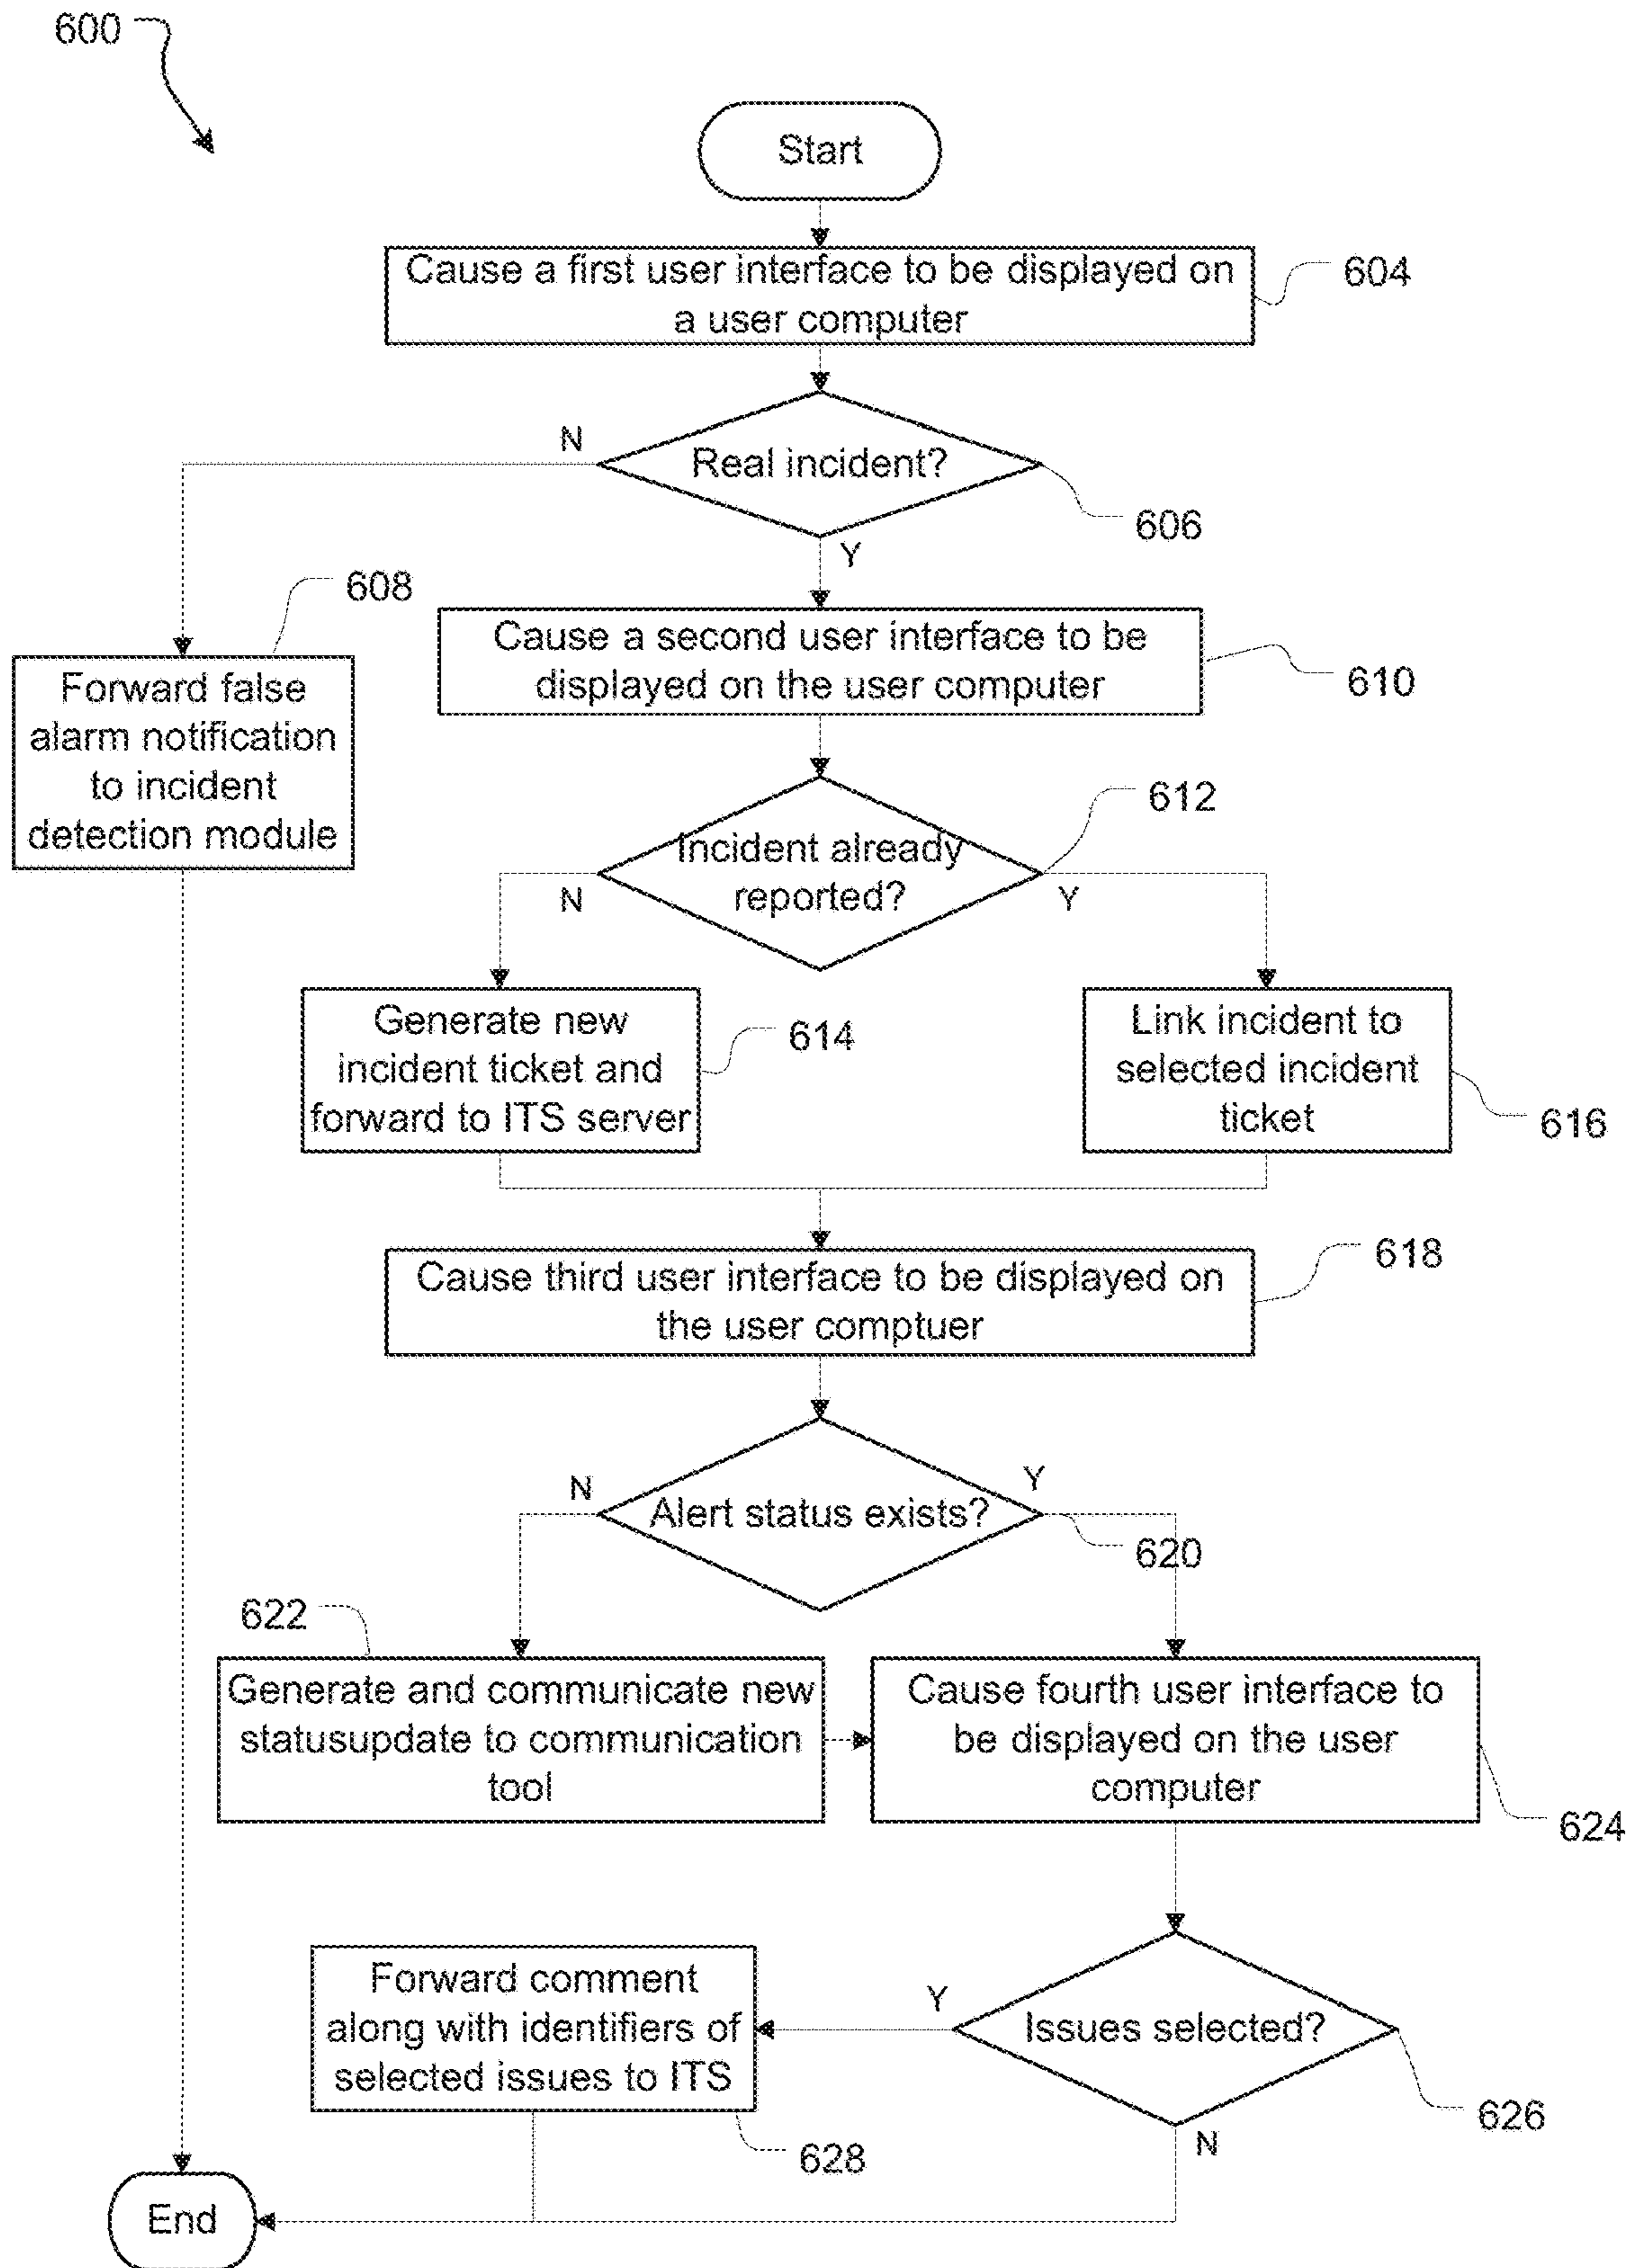 600
Start
Cause a first user interface to be displayed on
a user computer
604
N
Real incident?
606
Y
608
Forward false
alarm notification
to incident
detection module
Cause a second user interface to be
displayed on the user computer
610
612
Incident already
reported?
N
Y
Generate new
incident ticket and
forward to ITS server
614
Link incident to
selected incident
ticket
616
Cause third user interface to be displayed on
the user comptuer
618
N
Y
Alert status exists?
620
622
Generate and communicate new
statusupdate to communication
tool
Cause fourth user interface to
be displayed on the user
computer
624
Forward comment
along with identifiers of
selected issues to ITS
Y
Issues selected?
626
628
N
End